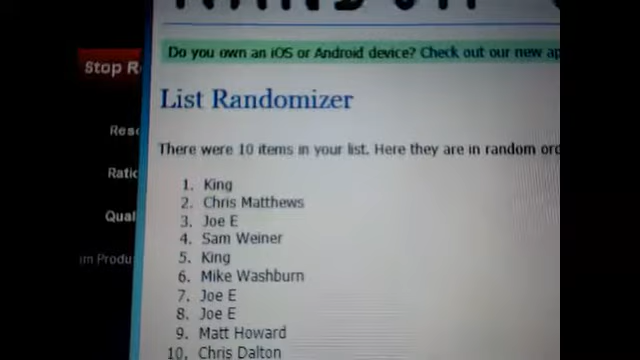 Do you own an iOS or Android device? Check out our new ap
Stop R
List Randomizer
Rese
There were 10 items in your list. Here they are in random ord
Ratio
1. King
2. Chris Matthews
3. Joe E
Qual
4. Sam Weiner
5. King
m Produ
6. Mike Washburn
7. Joe E
8. Joe E
9. Matt Howard
10. Chris Dalton